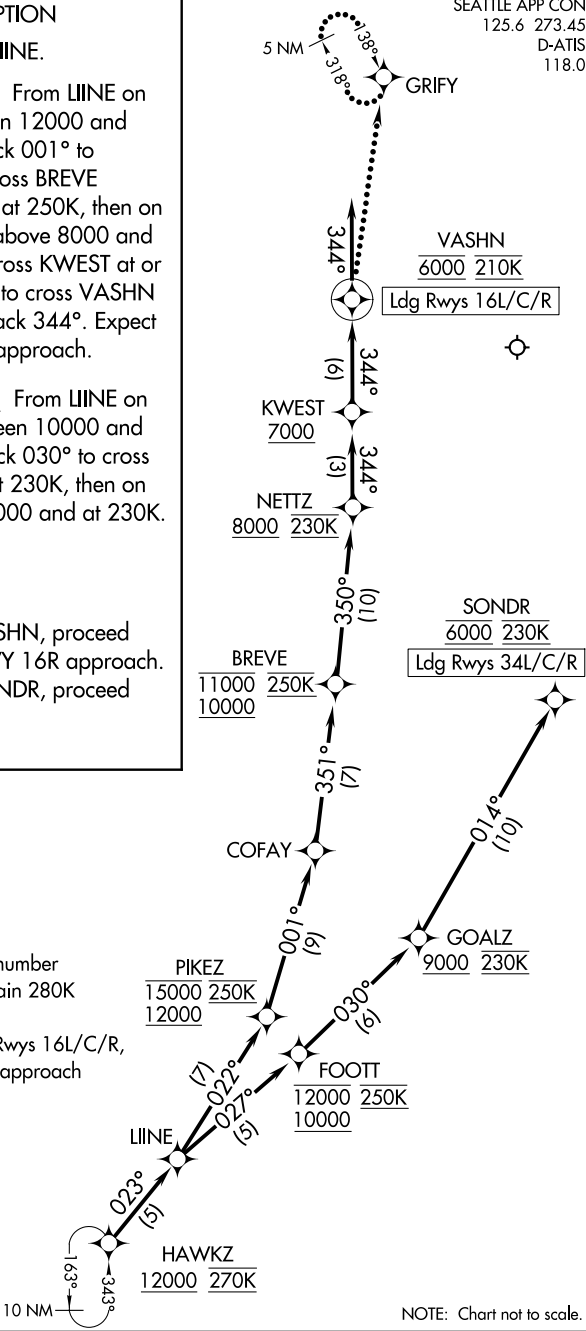 PTION
IINE.
From LIINE on
n 12000 and
ck 001° to
oss BREVE
at 250K, then on
above 8000 and
ross KWEST at or
to cross VASHN
ack 344°. Expect
approach.
From LIINE on
een 10000 and
ck 030° to cross
t 230K, then on
000 and at 230K.
SHN, proceed
VY 16R approach.
NDR, proceed
SEATTLE APP CON
125.6 273.45
D-ATIS
118.0
5 NM
138°
318°
GRIFY
344°
VASHN
6000 210K
Ldg Rwys 16L/C/R
344°
(6)
KWEST
7000
344°
(3)
NETTZ
8000 230K
350°
(10)
SONDR
6000 230K
Ldg Rwys 34L/C/R
BREVE
11000 250K
10000
351°
(7)
014°
(10)
COFAY
001°
(9)
GOALZ
9000 230K
number
ain 280K
Rwys 16L/C/R,
approach
PIKEZ
15000 250K
12000
030°
(6)
FOOTT
12000 250K
10000
(7)
022°
027°
(5)
LIINE
023°
(5)
HAWKZ
12000 270K
163°
343°
10 NM
NOTE: Chart not to scale.